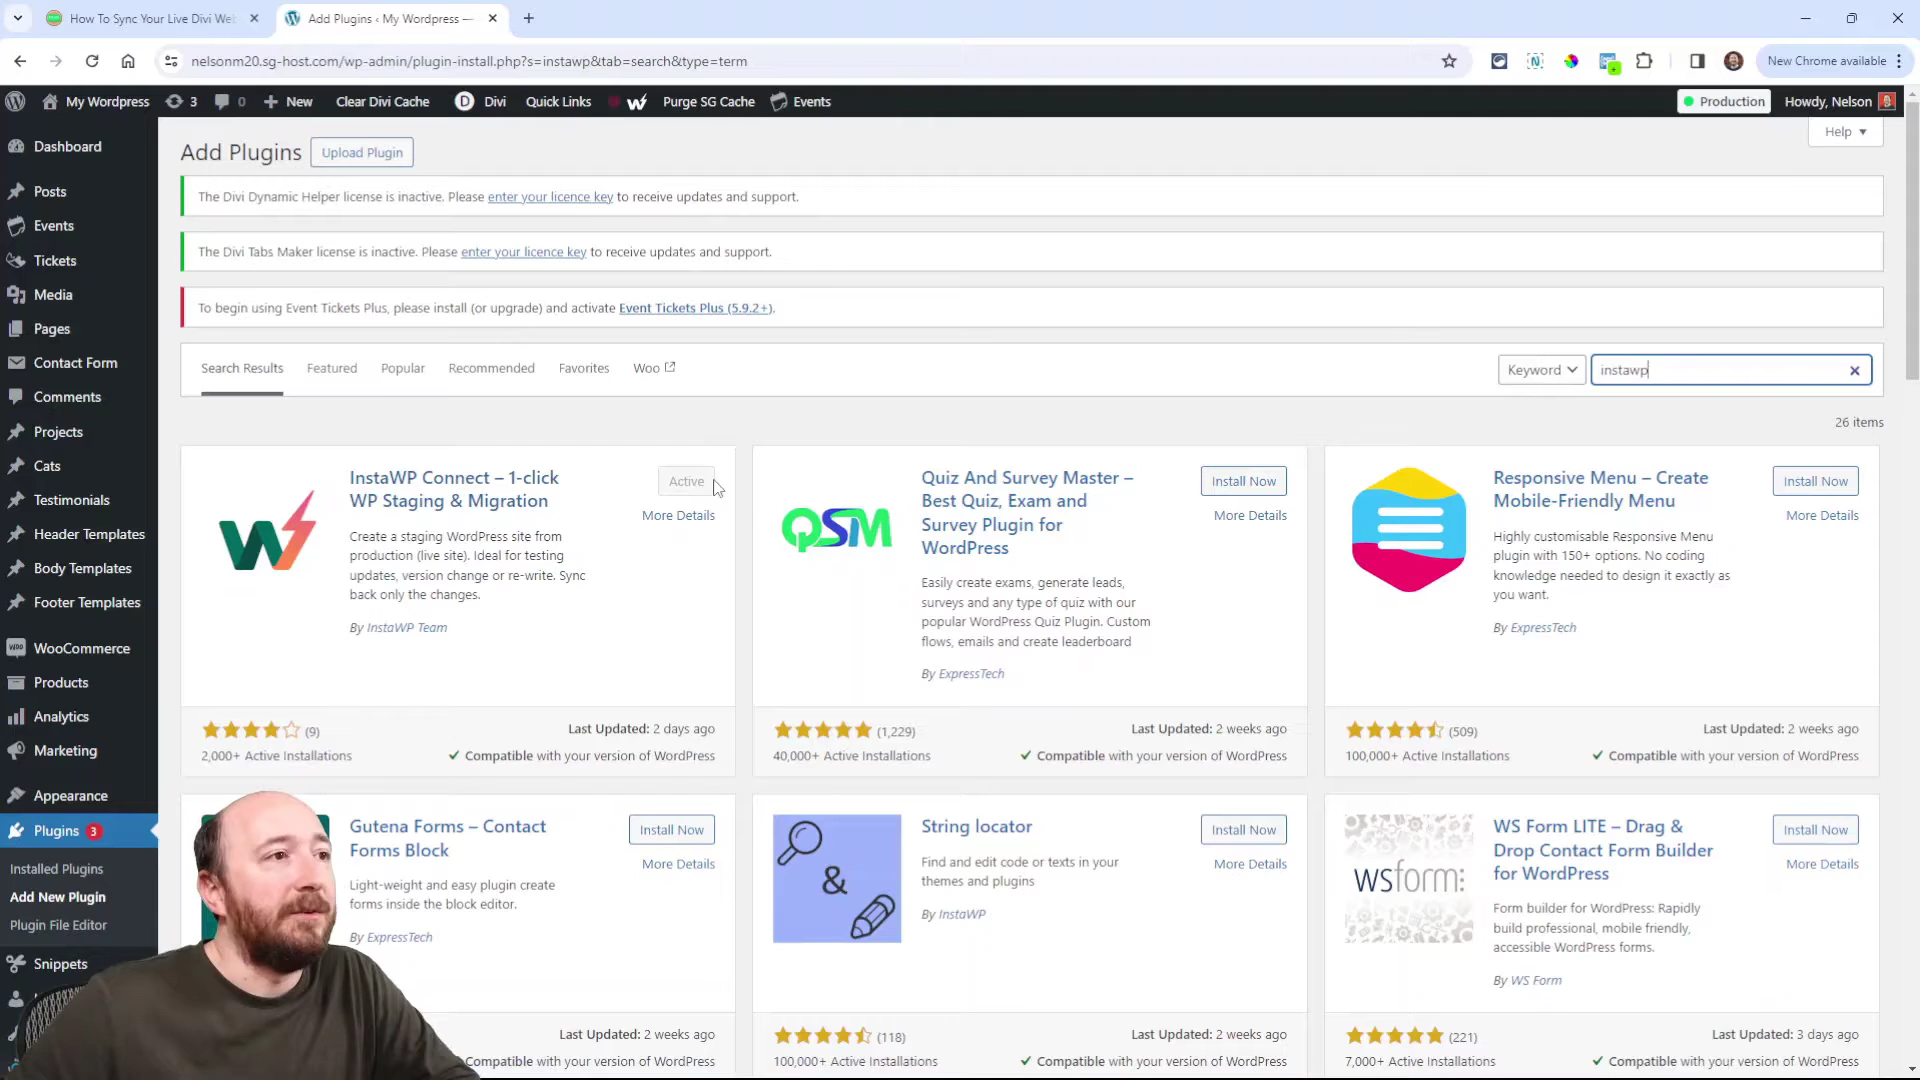 How To Sync Your Live Divi Web
Add Plugins ‹ My Wordpress —
nelsonm20.sg-host.com/wp-admin/plugin-install.php?s=instawp&tab=search&type=term
New Chrome available
My Wordpress
3
0
New
Clear Divi Cache
D Divi
Quick Links
Purge SG Cache
Events
Production
Howdy, Nelson
Help
Dashboard
Posts
Events
Tickets
Media
Pages
Contact Form
Comments
Projects
Cats
Testimonials
Header Templates
Body Templates
Footer Templates
WooCommerce
Products
Analytics
Marketing
Appearance
Plugins 3
Installed Plugins
Add New Plugin
Plugin File Editor
Snippets
Add Plugins
Upload Plugin
The Divi Dynamic Helper license is inactive. Please enter your licence key to receive updates and support.
The Divi Tabs Maker license is inactive. Please enter your licence key to receive updates and support.
To begin using Event Tickets Plus, please install (or upgrade) and activate Event Tickets Plus (5.9.2+).
Search Results
Featured
Popular
Recommended
Favorites
Woo
Keyword
instawp
26 items
InstaWP Connect – 1-click
WP Staging & Migration
Active
More Details
Create a staging WordPress site from
production (live site). Ideal for testing
updates, version change or re-write. Sync
back only the changes.
By InstaWP Team
(9)
2,000+ Active Installations
Last Updated: 2 days ago
Compatible with your version of WordPress
QSM
Quiz And Survey Master –
Best Quiz, Exam and
Survey Plugin for
WordPress
Install Now
More Details
Easily create exams, generate leads,
surveys and any type of quiz with our
popular WordPress Quiz Plugin. Custom
flows, emails and create leaderboard
By ExpressTech
(1,229)
40,000+ Active Installations
Last Updated: 2 weeks ago
Compatible with your version of WordPress
Responsive Menu – Create
Mobile-Friendly Menu
Install Now
More Details
Highly customisable Responsive Menu
plugin with 150+ options. No coding
knowledge needed to design it exactly as
you want.
By ExpressTech
(509)
100,000+ Active Installations
Last Updated: 2 weeks ago
Compatible with your version of WordPress
Gutena Forms – Contact
Forms Block
Install Now
More Details
Light-weight and easy plugin create
forms inside the block editor.
By ExpressTech
Last Updated: 2 weeks ago
Compatible with your version of WordPress
&
String locator
Install Now
More Details
Find and edit code or texts in your
themes and plugins
By InstaWP
(118)
100,000+ Active Installations
Last Updated: 2 weeks ago
Compatible with your version of WordPress
wsform
WS Form LITE – Drag &
Drop Contact Form Builder
for WordPress
Install Now
More Details
Form builder for WordPress: Rapidly
build professional, mobile friendly,
accessible WordPress forms.
By WS Form
(221)
7,000+ Active Installations
Last Updated: 3 days ago
Compatible with your version of WordPress